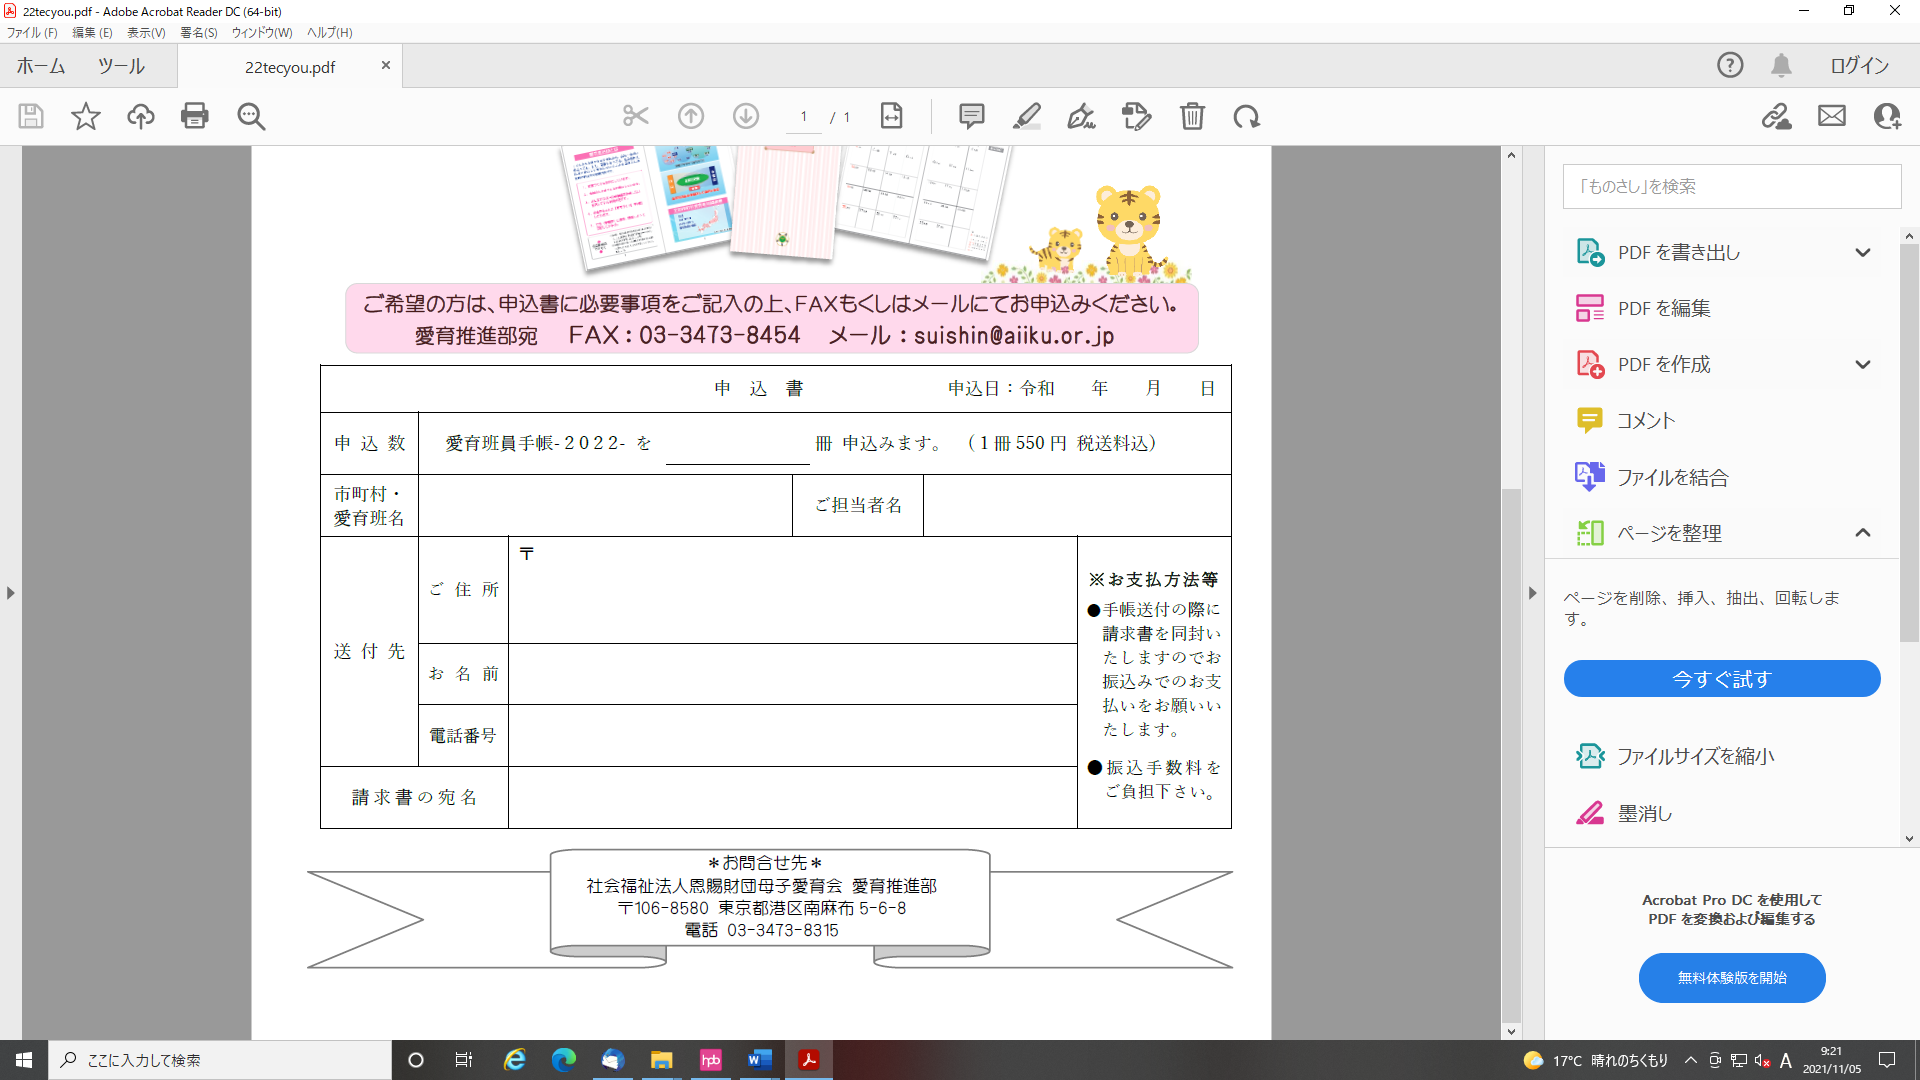 22tecyou.pdf - Adobe Acrobat Reader DC (64-bit)
ファイル(F) 編集(E) 表示(V) 署名(S) ウィンドウ(W) ヘルプ(H)
ホーム ツール 22tecyou.pdf × ログイン
1 / 1
ご希望の方は、申込書に必要事項をご記入の上、FAXもくしはメールにてお申込みください。
愛育推進部宛 FAX：03-3473-8454 メール：suishin@aiiku.or.jp
申 込 書 申込日：令和 年 月 日
申 込 数 愛育班員手帳-2022- を 冊 申込みます。 （1冊550円 税送料込）
市町村・
愛育班名
ご担当者名
送 付 先
ご 住 所
〒
お 名 前
電話番号
請求書の宛名
※お支払方法等
●手帳送付の際に
請求書を同封い
たしますのでお
振込みでのお支
払いをお願いい
たします。
●振込手数料を
ご負担下さい。
＊お問合せ先＊
社会福祉法人恩賜財団母子愛育会 愛育推進部
〒106-8580 東京都港区南麻布5-6-8
電話 03-3473-8315
「ものさし」を検索
PDF を書き出し
PDF を編集
PDF を作成
コメント
ファイルを結合
ページを整理
ページを削除、挿入、抽出、回転しま
す。
今すぐ試す
ファイルサイズを縮小
墨消し
Acrobat Pro DC を使用して
PDF を変換および編集する
無料体験版を開始
ここに入力して検索
hpb
17°C 晴れのちくもり
A
9:21
2021/11/05